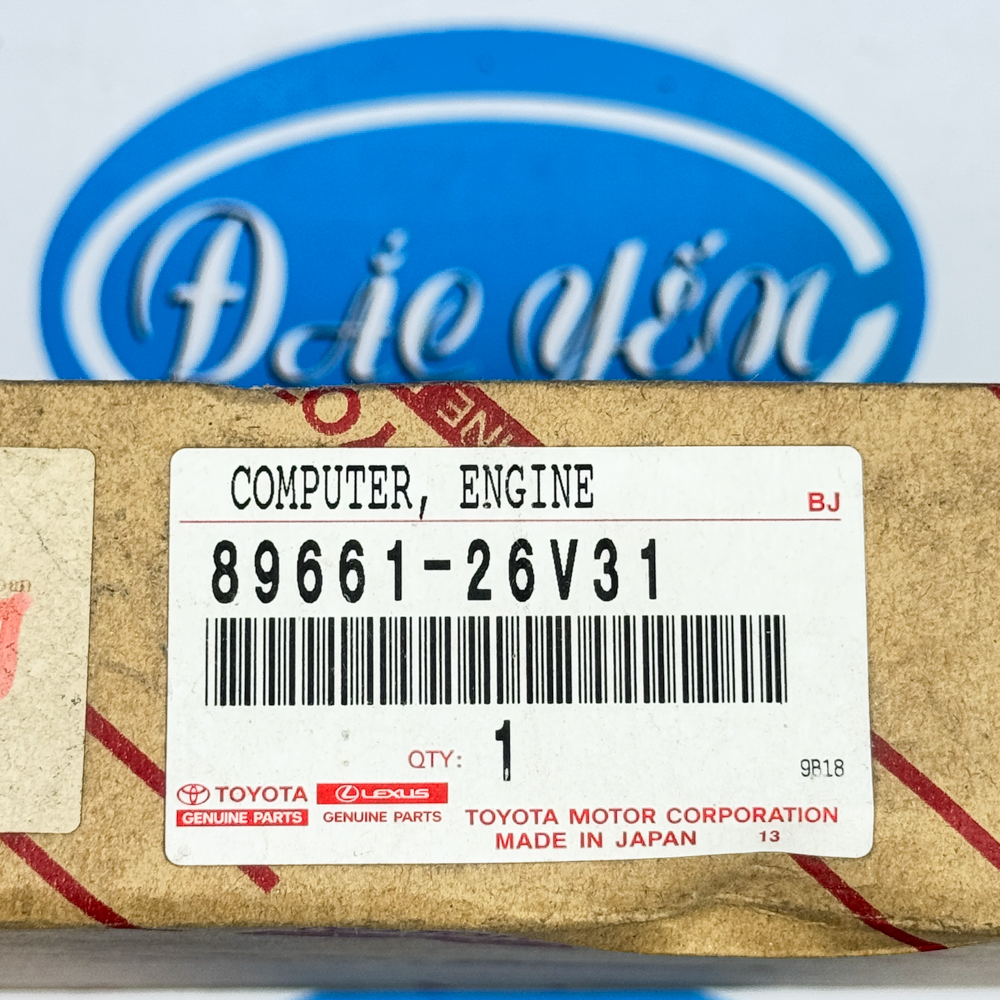 Đắc Yến
COMPUTER, ENGINE
BJ
89661-26V31
QTY: 1
9B18
TOYOTA
GENUINE PARTS
LEXUS
GENUINE PARTS
TOYOTA MOTOR CORPORATION
MADE IN JAPAN 13